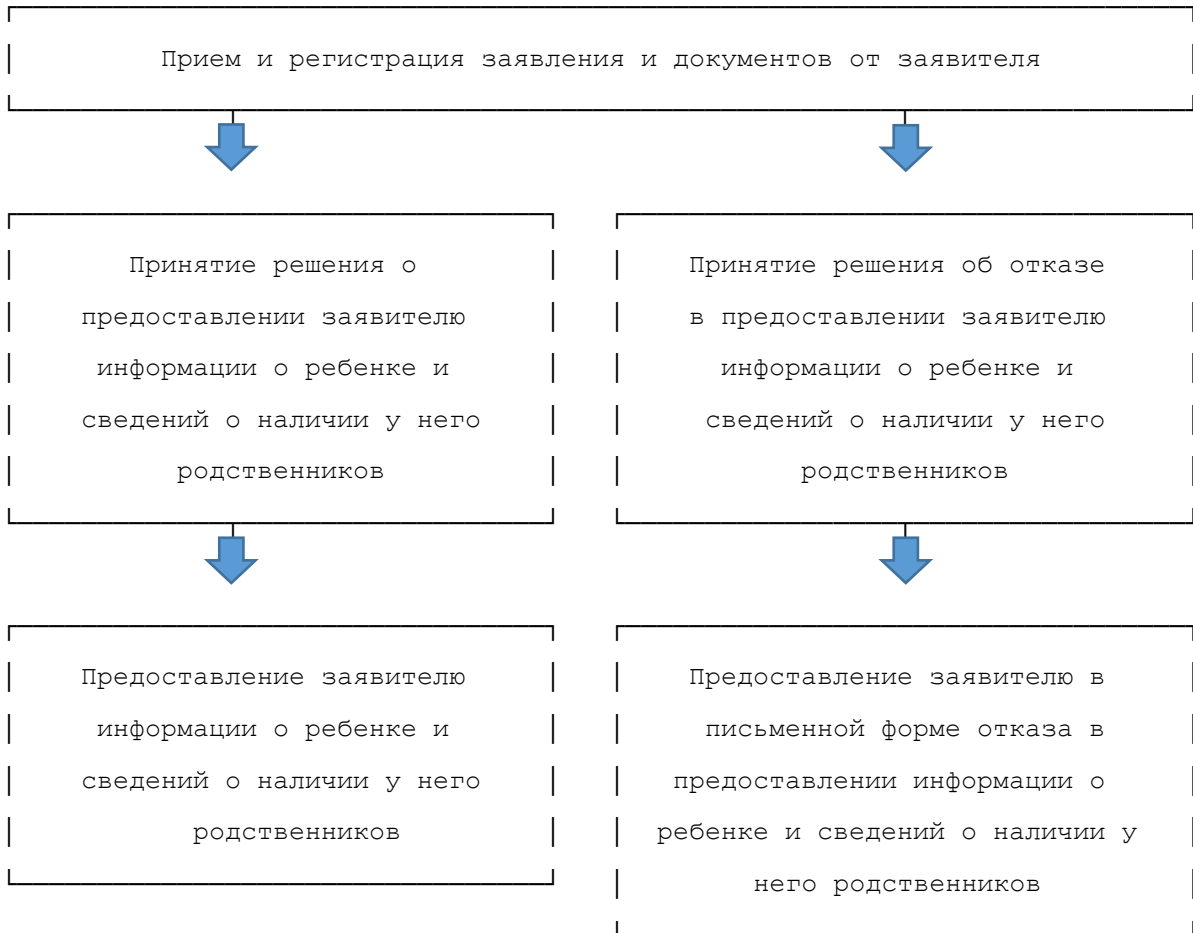 Прием и регистрация заявления и документов от заявителя
Принятие решения о
предоставлении заявителю
информации о ребенке и
сведений о наличии у него
родственников
Принятие решения об отказе
в предоставлении заявителю
информации о ребенке и
сведений о наличии у него
родственников
Предоставление заявителю
информации о ребенке и
сведений о наличии у него
родственников
Предоставление заявителю в
письменной форме отказа в
предоставлении информации о
ребенке и сведений о наличии у
него родственников